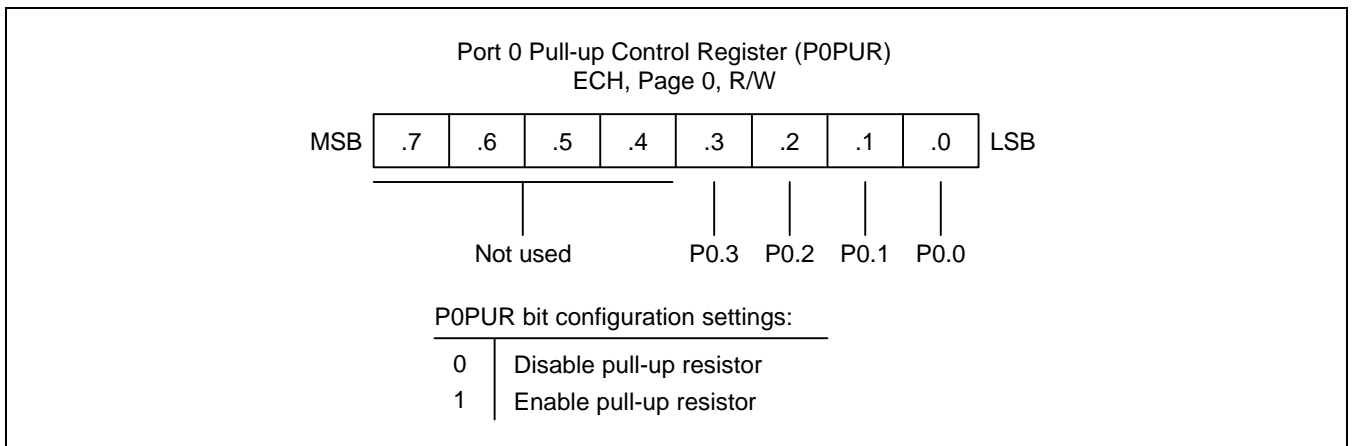 Port 0 Pull-up Control Register (P0PUR)
ECH, Page 0, R/W
MSB .7 .6 .5 .4 .3 .2 .1 .0 LSB
Not used P0.3 P0.2 P0.1 P0.0
P0PUR bit configuration settings:
0 Disable pull-up resistor
1 Enable pull-up resistor